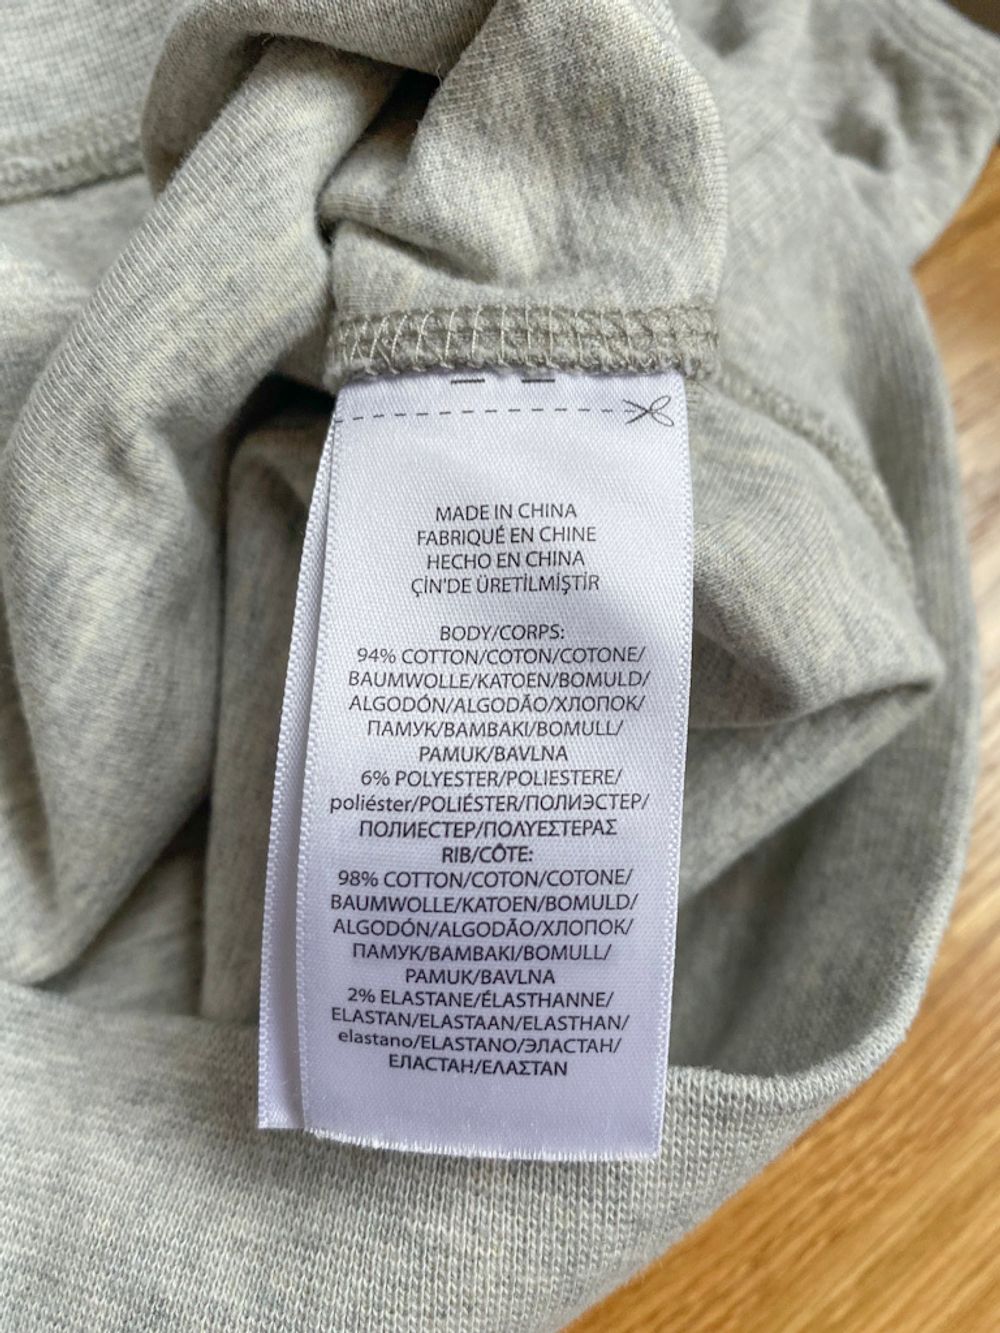 MADE IN CHINA
FABRIQUÉ EN CHINE
HECHO EN CHINA
ÇİN'DE ÜRETİLMİŞTİR
BODY/CORPS:
94% COTTON/COTON/COTONE/
BAUMWOLLE/KATOEN/BOMULD/
ALGODÓN/ALGODÃO/ХЛОПОК/
ПАМУК/ΒΑΜΒΑΚΙ/BOMULL/
PAMUK/BAVLNA
6% POLYESTER/POLIESTERE/
poliéster/POLIÉSTER/ПОЛИЭСТЕР/
ПОЛИЕСТЕР/ΠΟΛΥΕΣΤΕΡΑΣ
RIB/CÔTE:
98% COTTON/COTON/COTONE/
BAUMWOLLE/KATOEN/BOMULD/
ALGODÓN/ALGODÃO/ХЛОПОК/
ПАМУК/ΒΑΜΒΑΚΙ/BOMULL/
PAMUK/BAVLNA
2% ELASTANE/ÉLASTHANNE/
ELASTAN/ELASTAAN/ELASTHAN/
elastano/ELASTANO/ЭЛАСТАН/
ЕЛАСТАН/ΕΛΑΣΤΑΝ